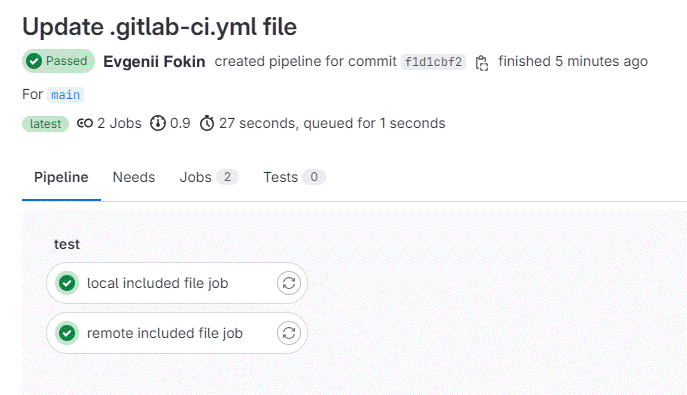 Update .gitlab-ci.yml file
Passed Evgenii Fokin created pipeline for commit f1d1cbf2 finished 5 minutes ago
For main
latest 2 Jobs 0.9 27 seconds, queued for 1 seconds
Pipeline Needs Jobs 2 Tests 0
test
local included file job
remote included file job